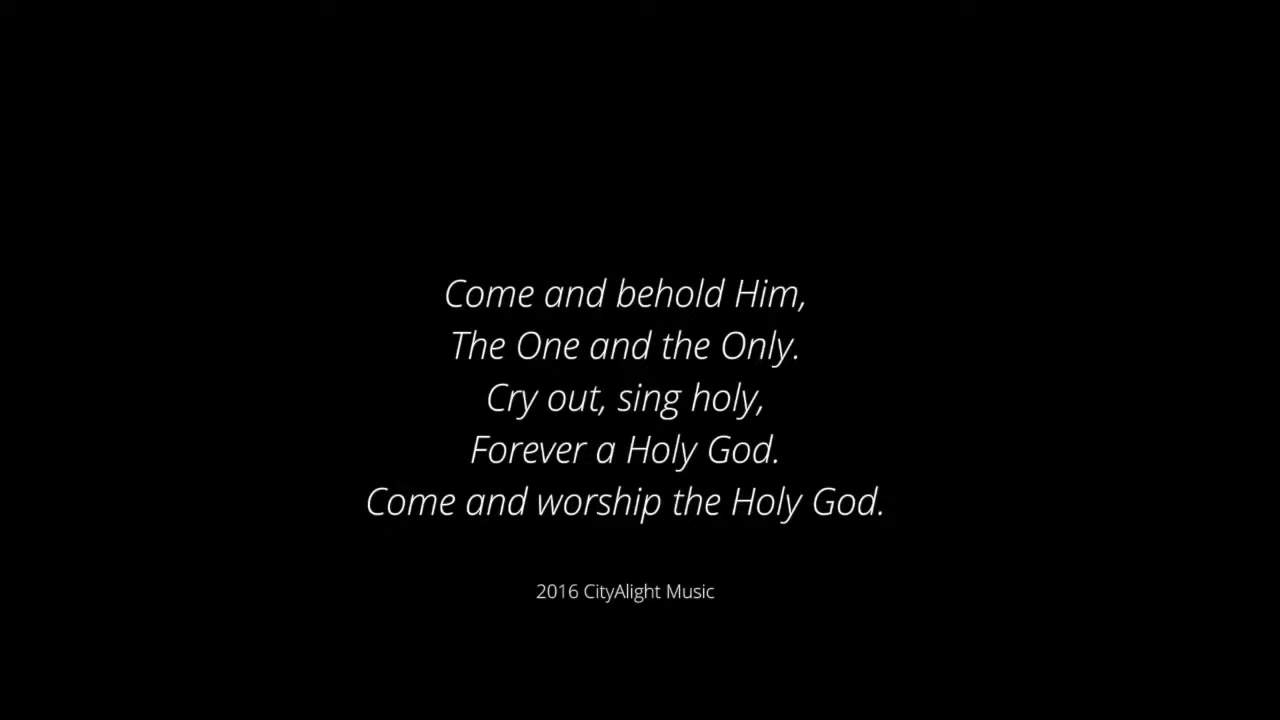 Come and behold Him,
The One and the Only.
Cry out, sing holy,
Forever a Holy God.
Come and worship the Holy God.
2016 CityAlight Music